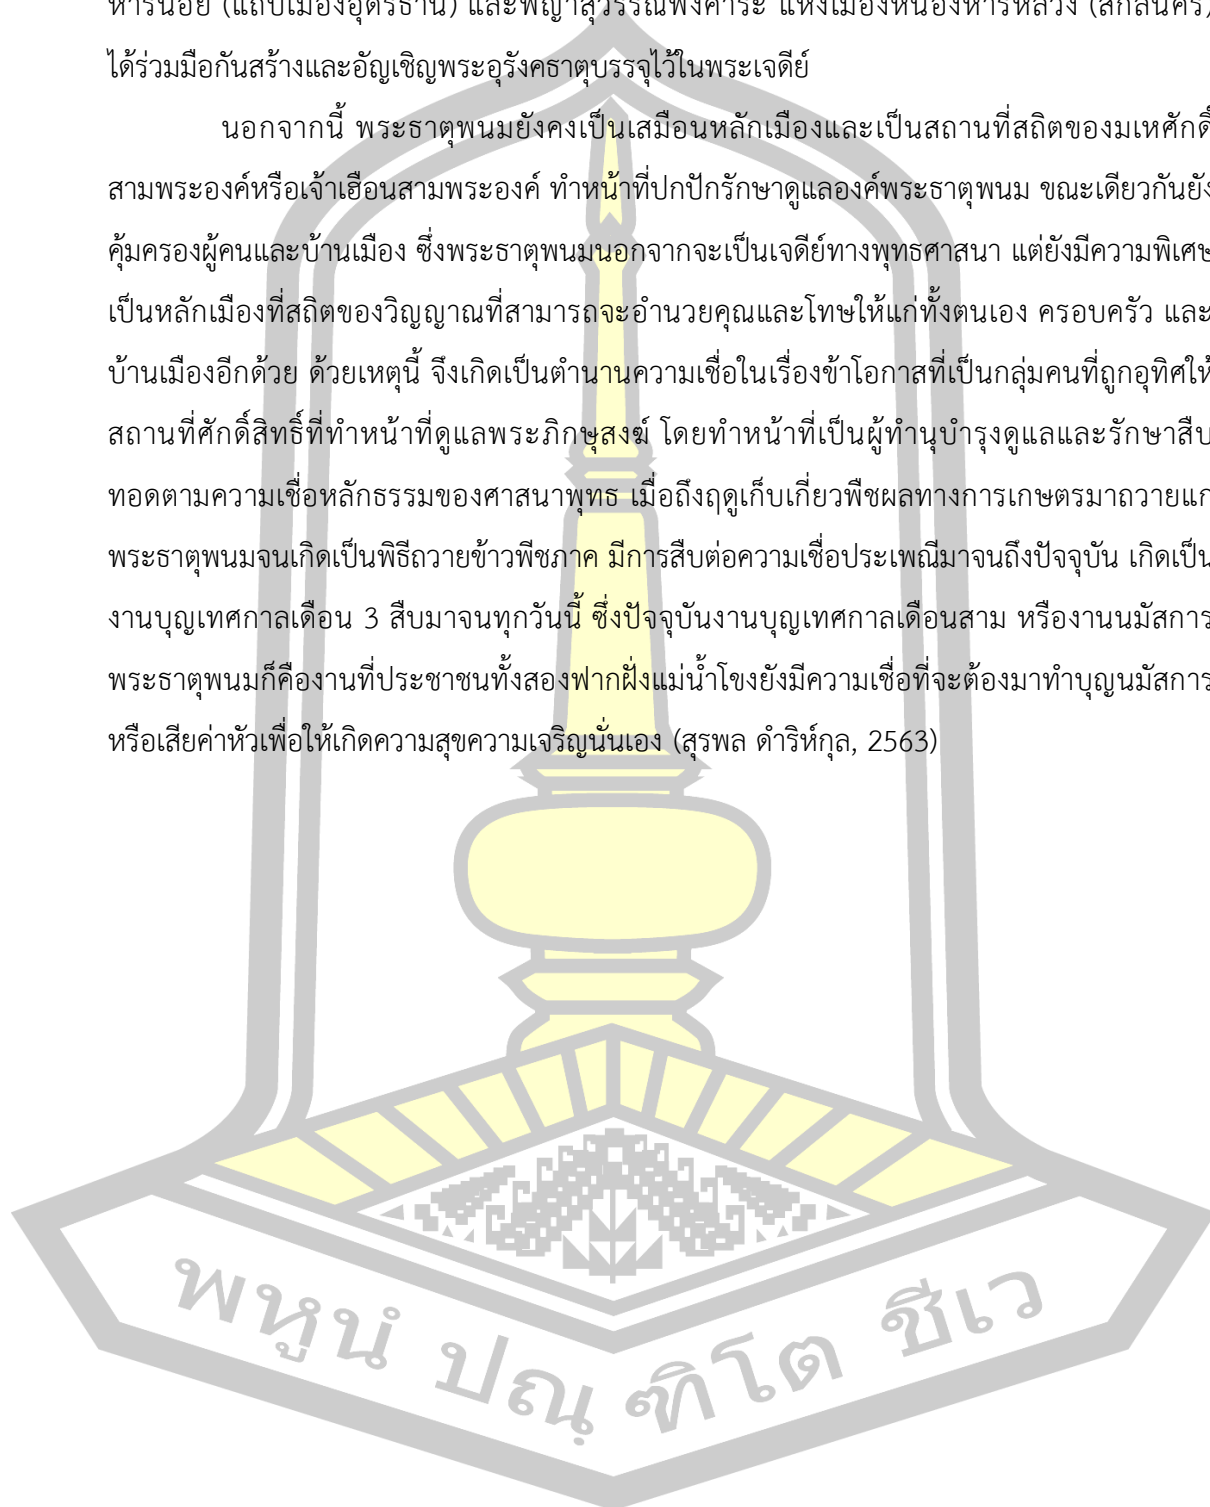 หารน้อย (แถบเมืองอุดรธานี) และพญาสุวรรณพิงคาระ แห่งเมืองหนองหารหลวง (สกลนคร)
ได้ร่วมมือกันสร้างและอัญเชิญพระอุรังคธาตุบรรจุไว้ในพระเจดีย์
นอกจากนี้ พระธาตุพนมยังคงเป็นเสมือนหลักเมืองและเป็นสถานที่สถิตของมเหศักดิ์
สามพระองค์หรือเจ้าเฮือนสามพระองค์ ทำหน้าที่ปกปักรักษาดูแลองค์พระธาตุพนม ขณะเดียวกันยัง
คุ้มครองผู้คนและบ้านเมือง ซึ่งพระธาตุพนมนอกจากจะเป็นเจดีย์ทางพุทธศาสนา แต่ยังมีความพิเศษ
เป็นหลักเมืองที่สถิตของวิญญาณที่สามารถจะอำนวยคุณและโทษให้แก่ทั้งตนเอง ครอบครัว และ
บ้านเมืองอีกด้วย ด้วยเหตุนี้ จึงเกิดเป็นตำนานความเชื่อในเรื่องข้าโอกาสที่เป็นกลุ่มคนที่ถูกอุทิศให้
สถานที่ศักดิ์สิทธิ์ที่ทำหน้าที่ดูแลพระภิกษุสงฆ์ โดยทำหน้าที่เป็นผู้ทำนุบำรุงดูแลและรักษาสืบ
ทอดตามความเชื่อหลักธรรมของศาสนาพุทธ เมื่อถึงฤดูเก็บเกี่ยวพืชผลทางการเกษตรมาถวายแก่
พระธาตุพนมจนเกิดเป็นพิธีถวายข้าวพีชภาค มีการสืบต่อความเชื่อประเพณีมาจนถึงปัจจุบัน เกิดเป็น
งานบุญเทศกาลเดือน 3 สืบมาจนทุกวันนี้ ซึ่งปัจจุบันงานบุญเทศกาลเดือนสาม หรืองานนมัสการ
พระธาตุพนมก็คืองานที่ประชาชนทั้งสองฟากฝั่งแม่น้ำโขงยังมีความเชื่อที่จะต้องมาทำบุญนมัสการ
หรือเสียค่าหัวเพื่อให้เกิดความสุขความเจริญนั่นเอง (สุรพล ดำริห์กุล, 2563)
พหูนํ ปณฺฑิโต ชีเว